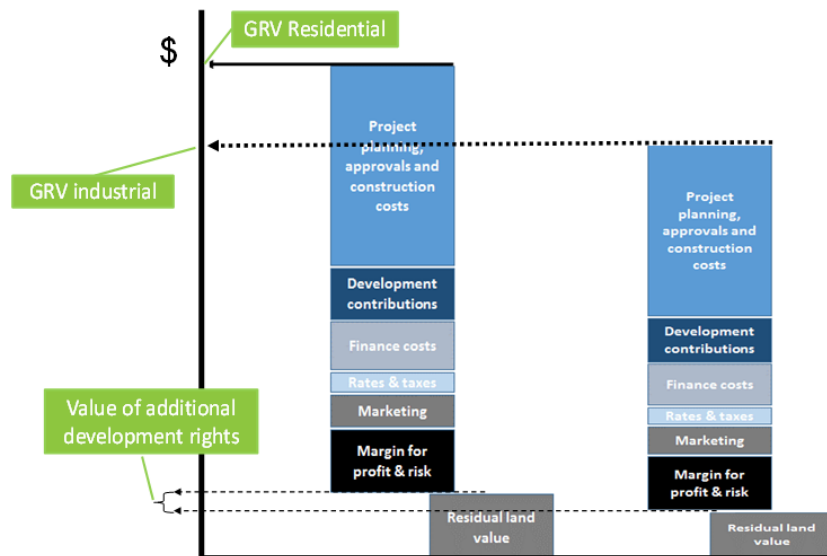 GRV Residential
$
GRV industrial
Value of additional
development rights
Project
planning,
approvals and
construction
costs
Development
contributions
Finance costs
Rates & taxes
Marketing
Margin for
profit & risk
Residual land
value
Project
planning,
approvals and
construction
costs
Development
contributions
Finance costs
Rates & taxes
Marketing
Margin for
profit & risk
Residual land
value